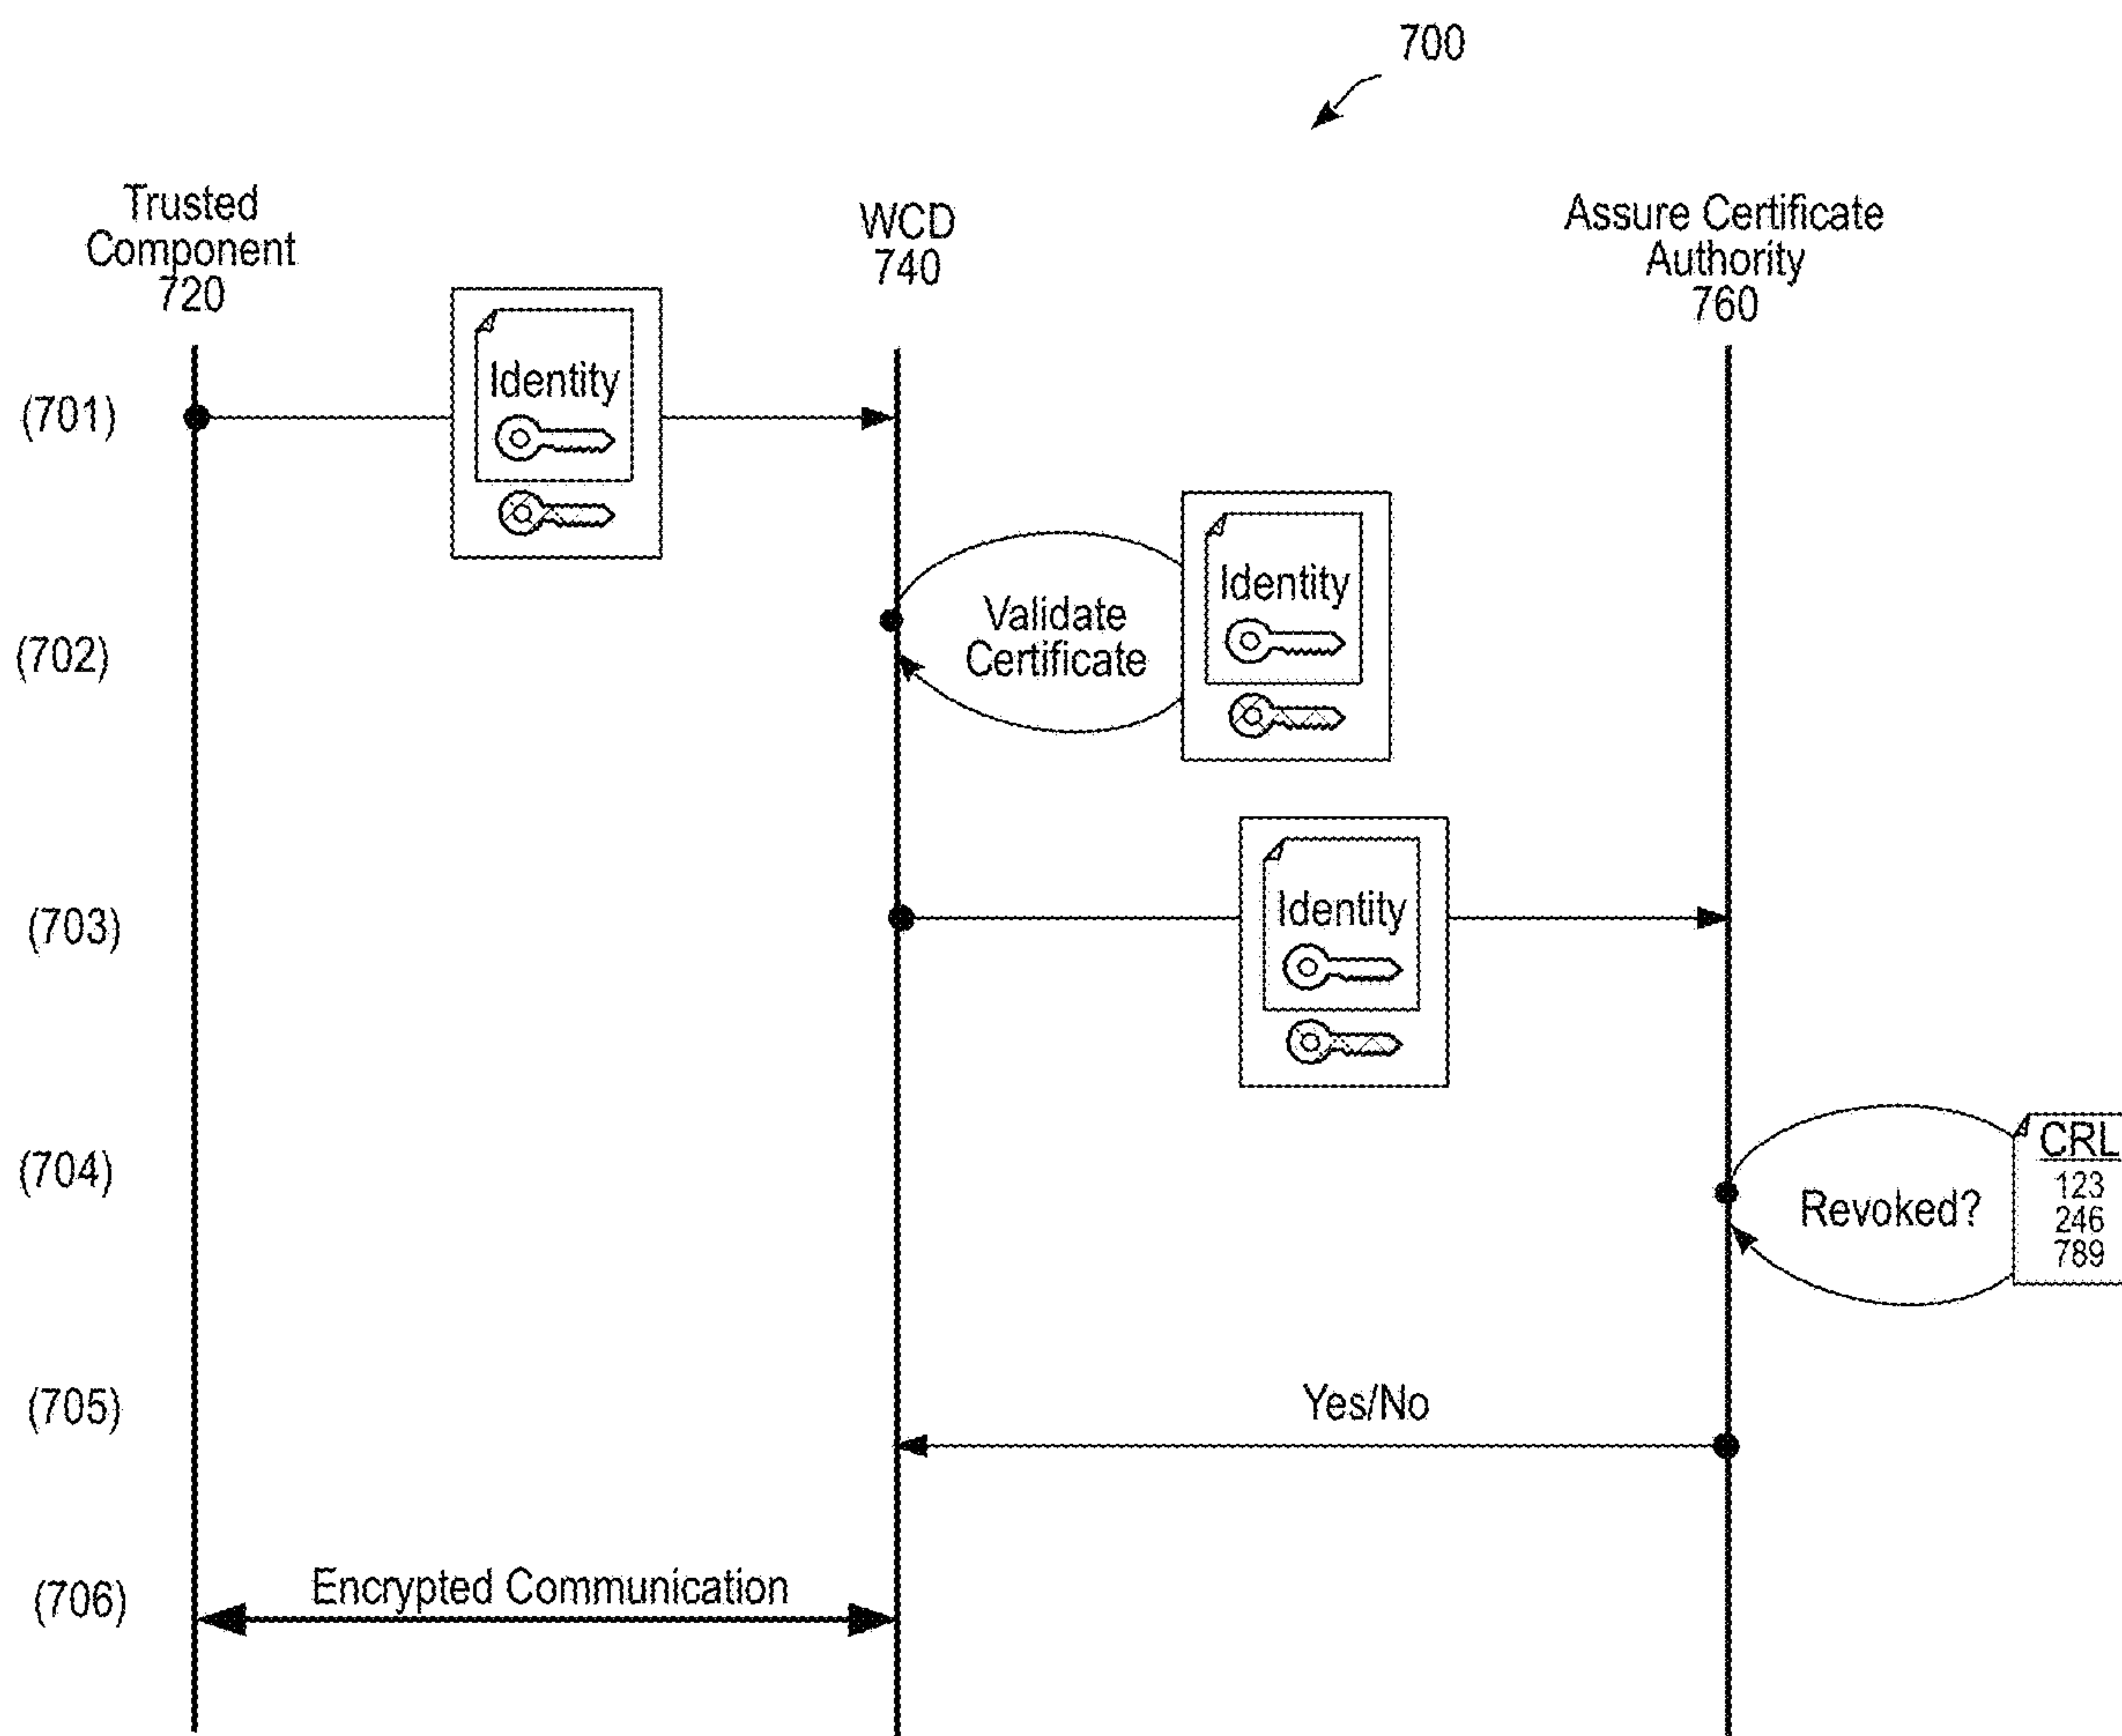 700
Trusted
Component
720
WCD
740
Assure Certificate
Authority
760
(701)
Identity
(702)
Validate
Certificate
Identity
(703)
Identity
(704)
Revoked?
CRL
123
246
789
(705)
Yes/No
(706)
Encrypted Communication